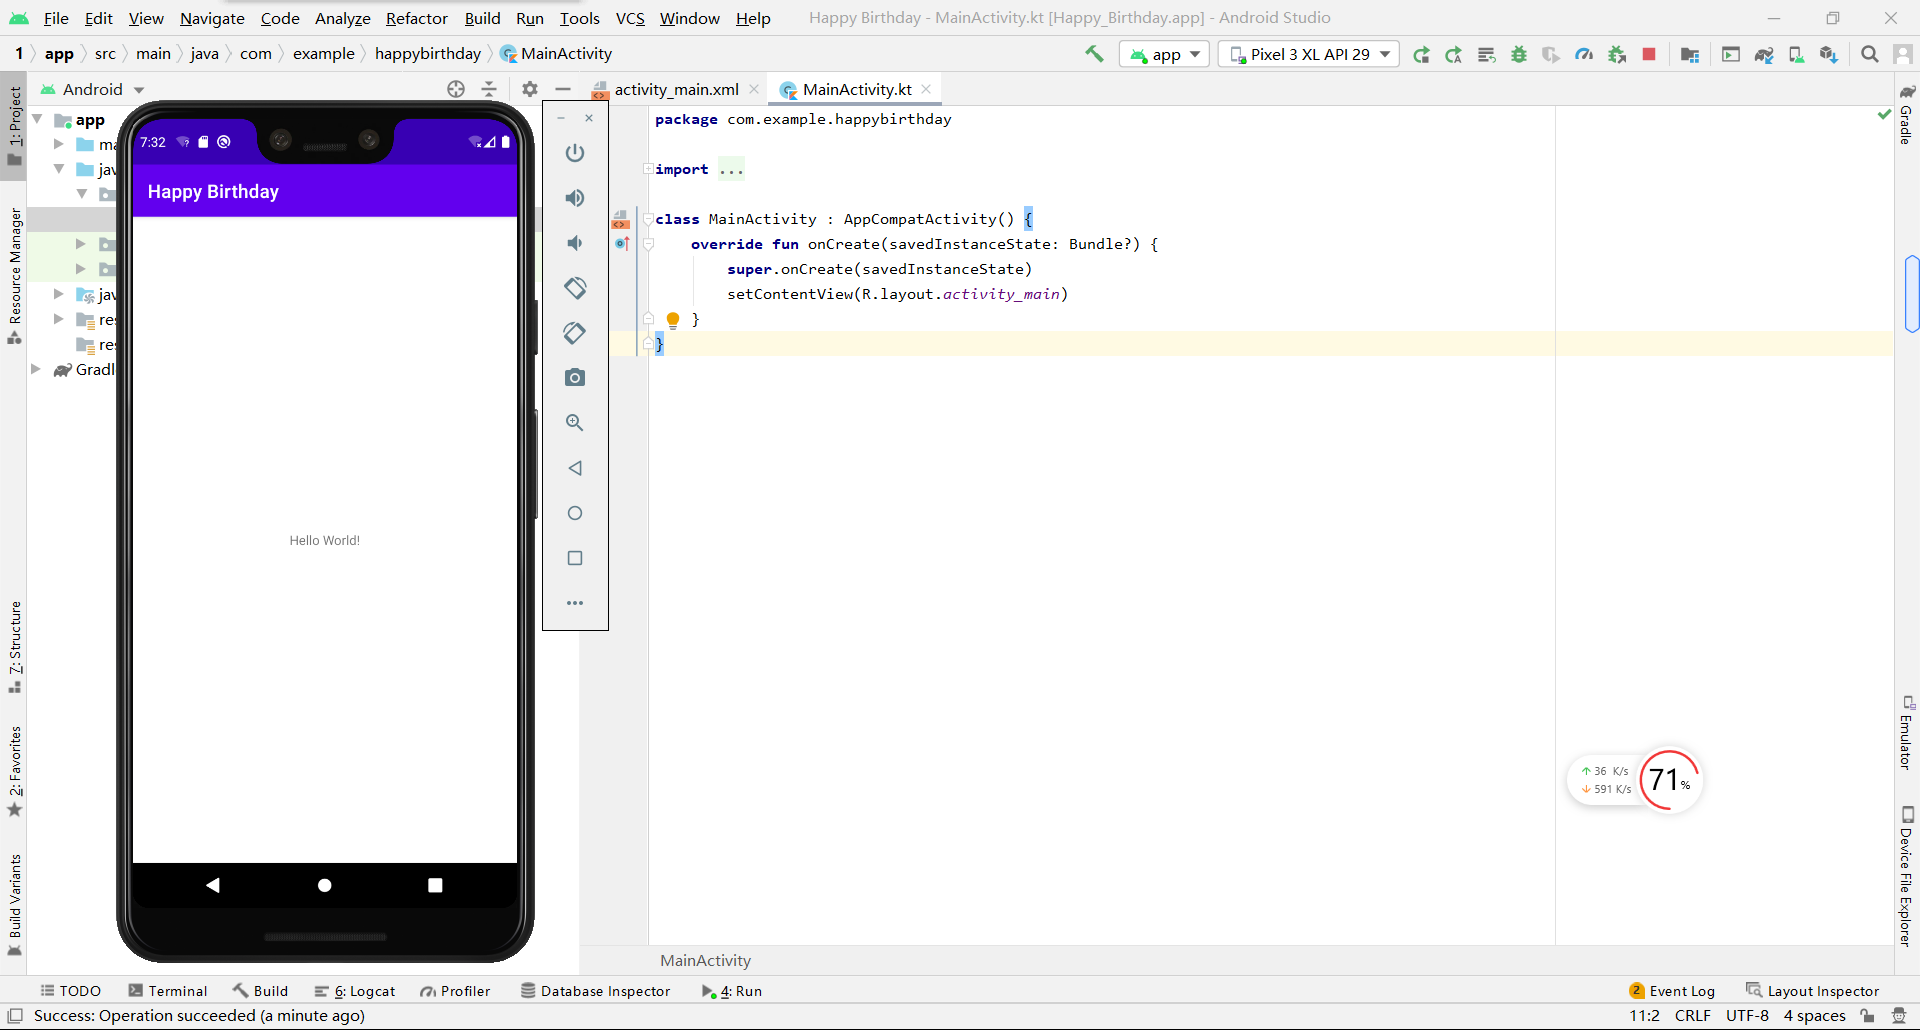 File Edit View Navigate Code Analyze Refactor Build Run Tools VCS Window Help Happy Birthday - MainActivity.kt [Happy_Birthday.app] - Android Studio
1 app src main java com example happybirthday MainActivity app Pixel 3 XL API 29
Android activity_main.xml MainActivity.kt
1: Project
Resource Manager
7: Structure
2: Favorites
Build Variants
app
ma
jav
jav
res
res
Gradl
7:32
Happy Birthday
Hello World!
package com.example.happybirthday
import ...
class MainActivity : AppCompatActivity() {
override fun onCreate(savedInstanceState: Bundle?) {
super.onCreate(savedInstanceState)
setContentView(R.layout.activity_main)
}
}
Gradle
Emulator
Device File Explorer
36 K/s
591 K/s
71%
MainActivity
TODO Terminal Build 6: Logcat Profiler Database Inspector 4: Run 2 Event Log Layout Inspector
Success: Operation succeeded (a minute ago) 11:2 CRLF UTF-8 4 spaces